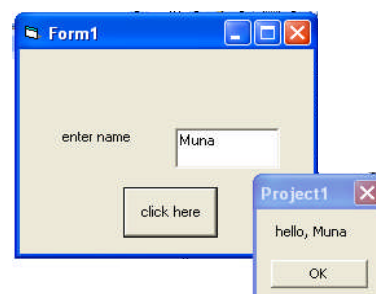 Form1
enter name
Muna
click here
Project1
hello, Muna
OK